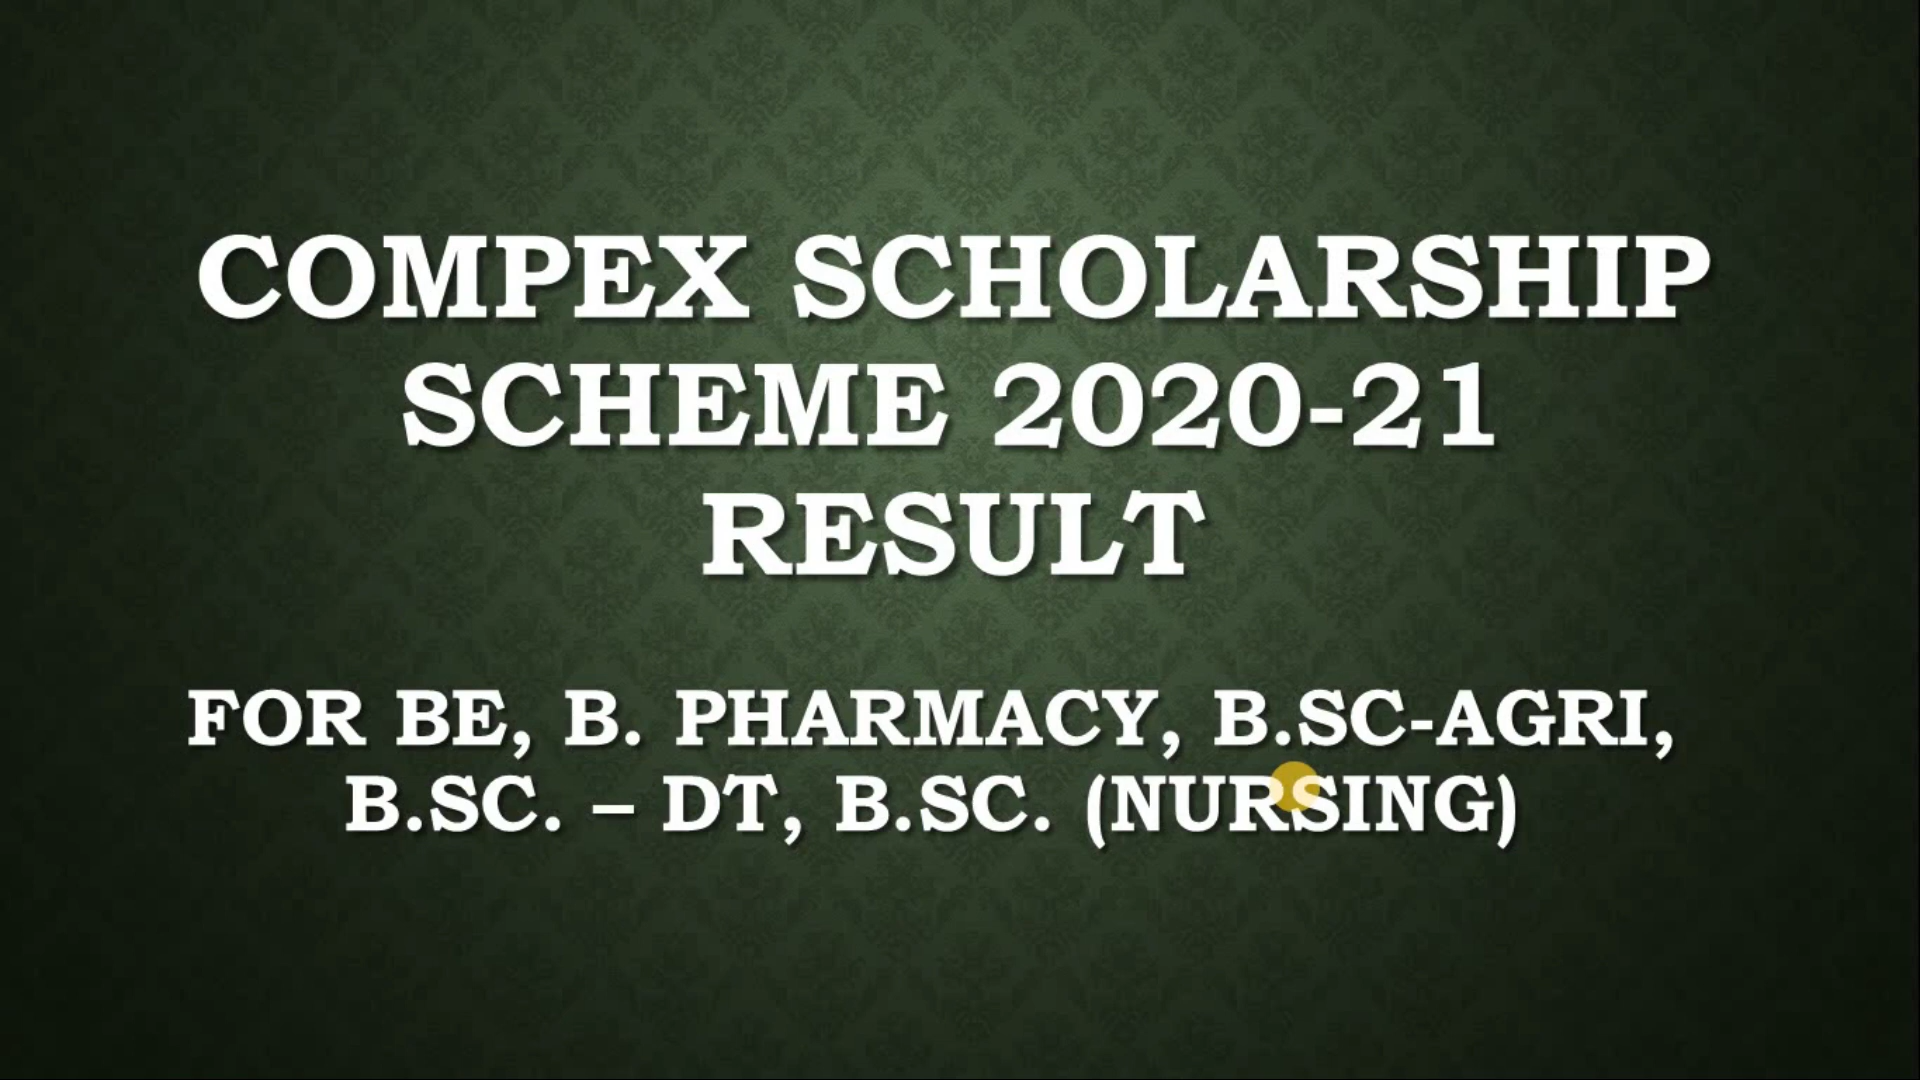 COMPEX SCHOLARSHIP
SCHEME 2020-21
RESULT
FOR BE, B. PHARMACY, B.SC-AGRI,
B.SC. – DT, B.SC. (NURSING)